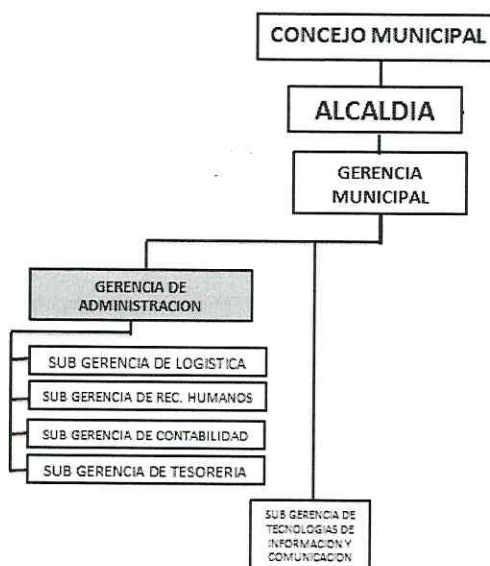 CONCEJO MUNICIPAL
ALCALDIA
GERENCIA
MUNICIPAL
GERENCIA DE
ADMINISTRACION
SUB GERENCIA DE LOGISTICA
SUB GERENCIA DE REC. HUMANOS
SUB GERENCIA DE CONTABILIDAD
SUB GERENCIA DE TESORERIA
SUB GERENCIA DE
TECNOLOGIAS DE
INFORMACION Y
COMUNICACION